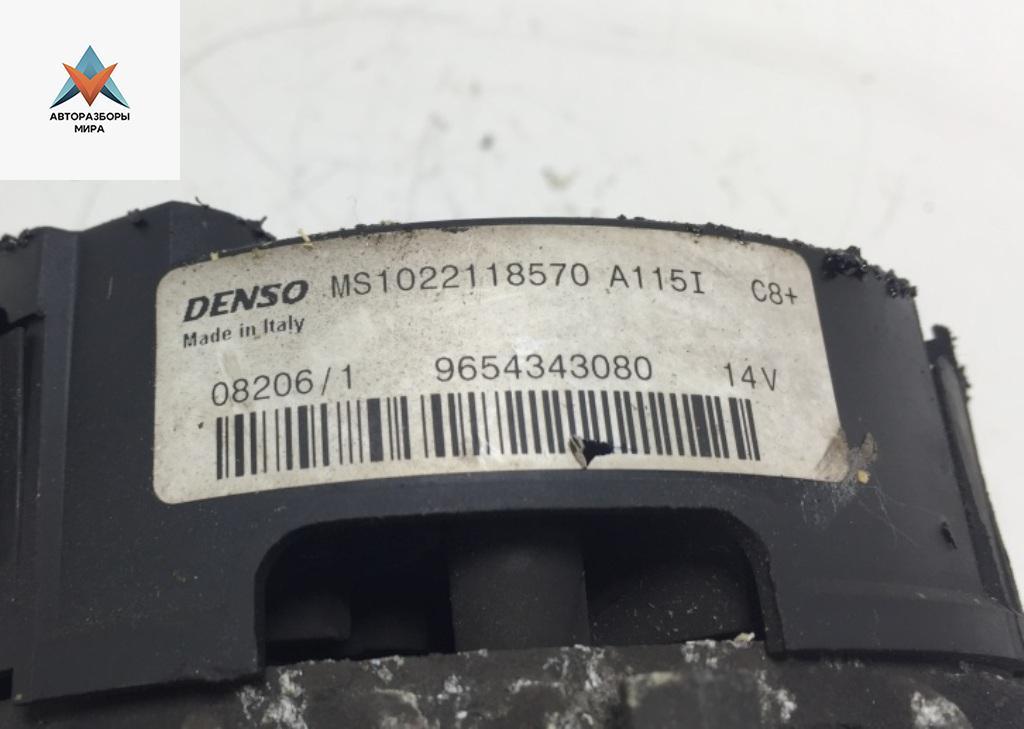 АВТОРАЗБОРЫ
МИРА
DENSO MS1022118570 A115I C8+
Made in Italy
08206/1 9654343080 14V